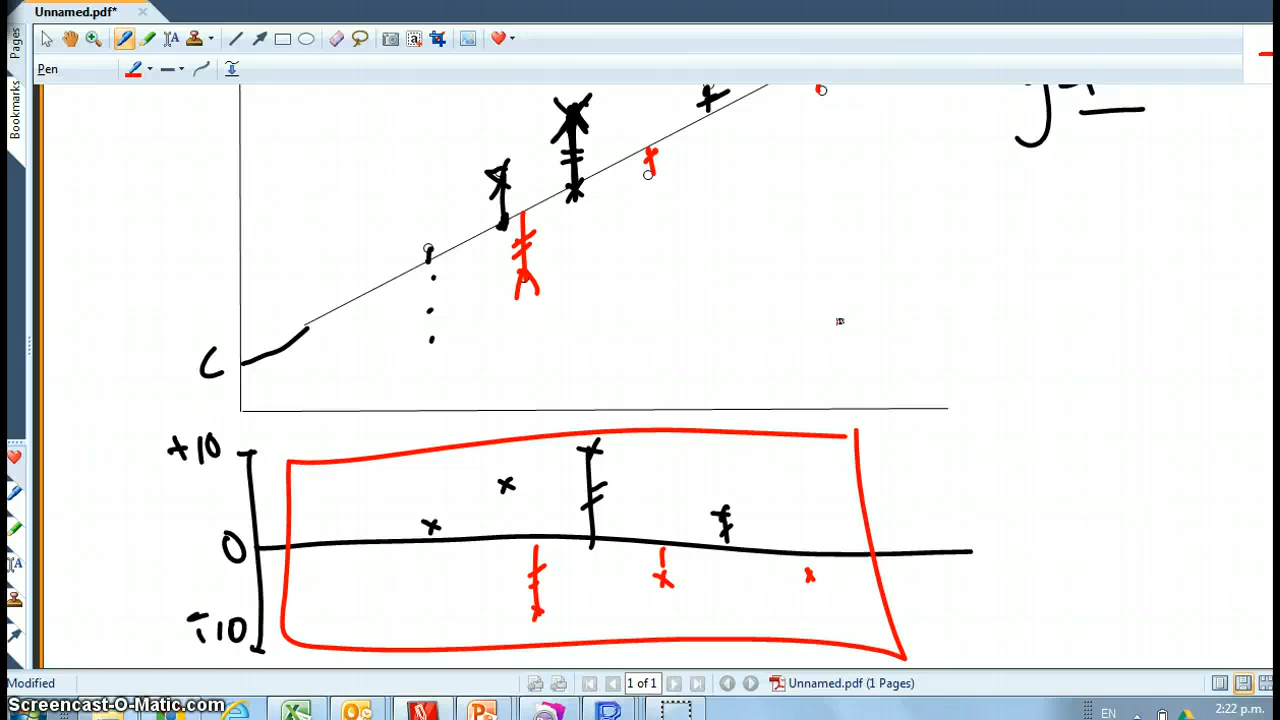 Unnamed.pdf*
Pages
Bookmarks
Pen
C
+10
0
-10
1 of 1
Unnamed.pdf (1 Pages)
Modified
Screencast-O-Matic.com
EN
2:22 p.m.